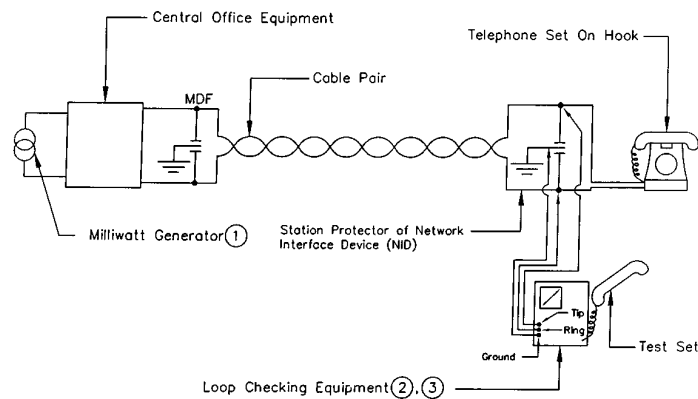 Central Office Equipment
Telephone Set On Hook
Cable Pair
MDF
Milliwatt Generator 1
Station Protector of Network
Interface Device (NID)
Tip
Ring
Ground
Test Set
Loop Checking Equipment 2, 3